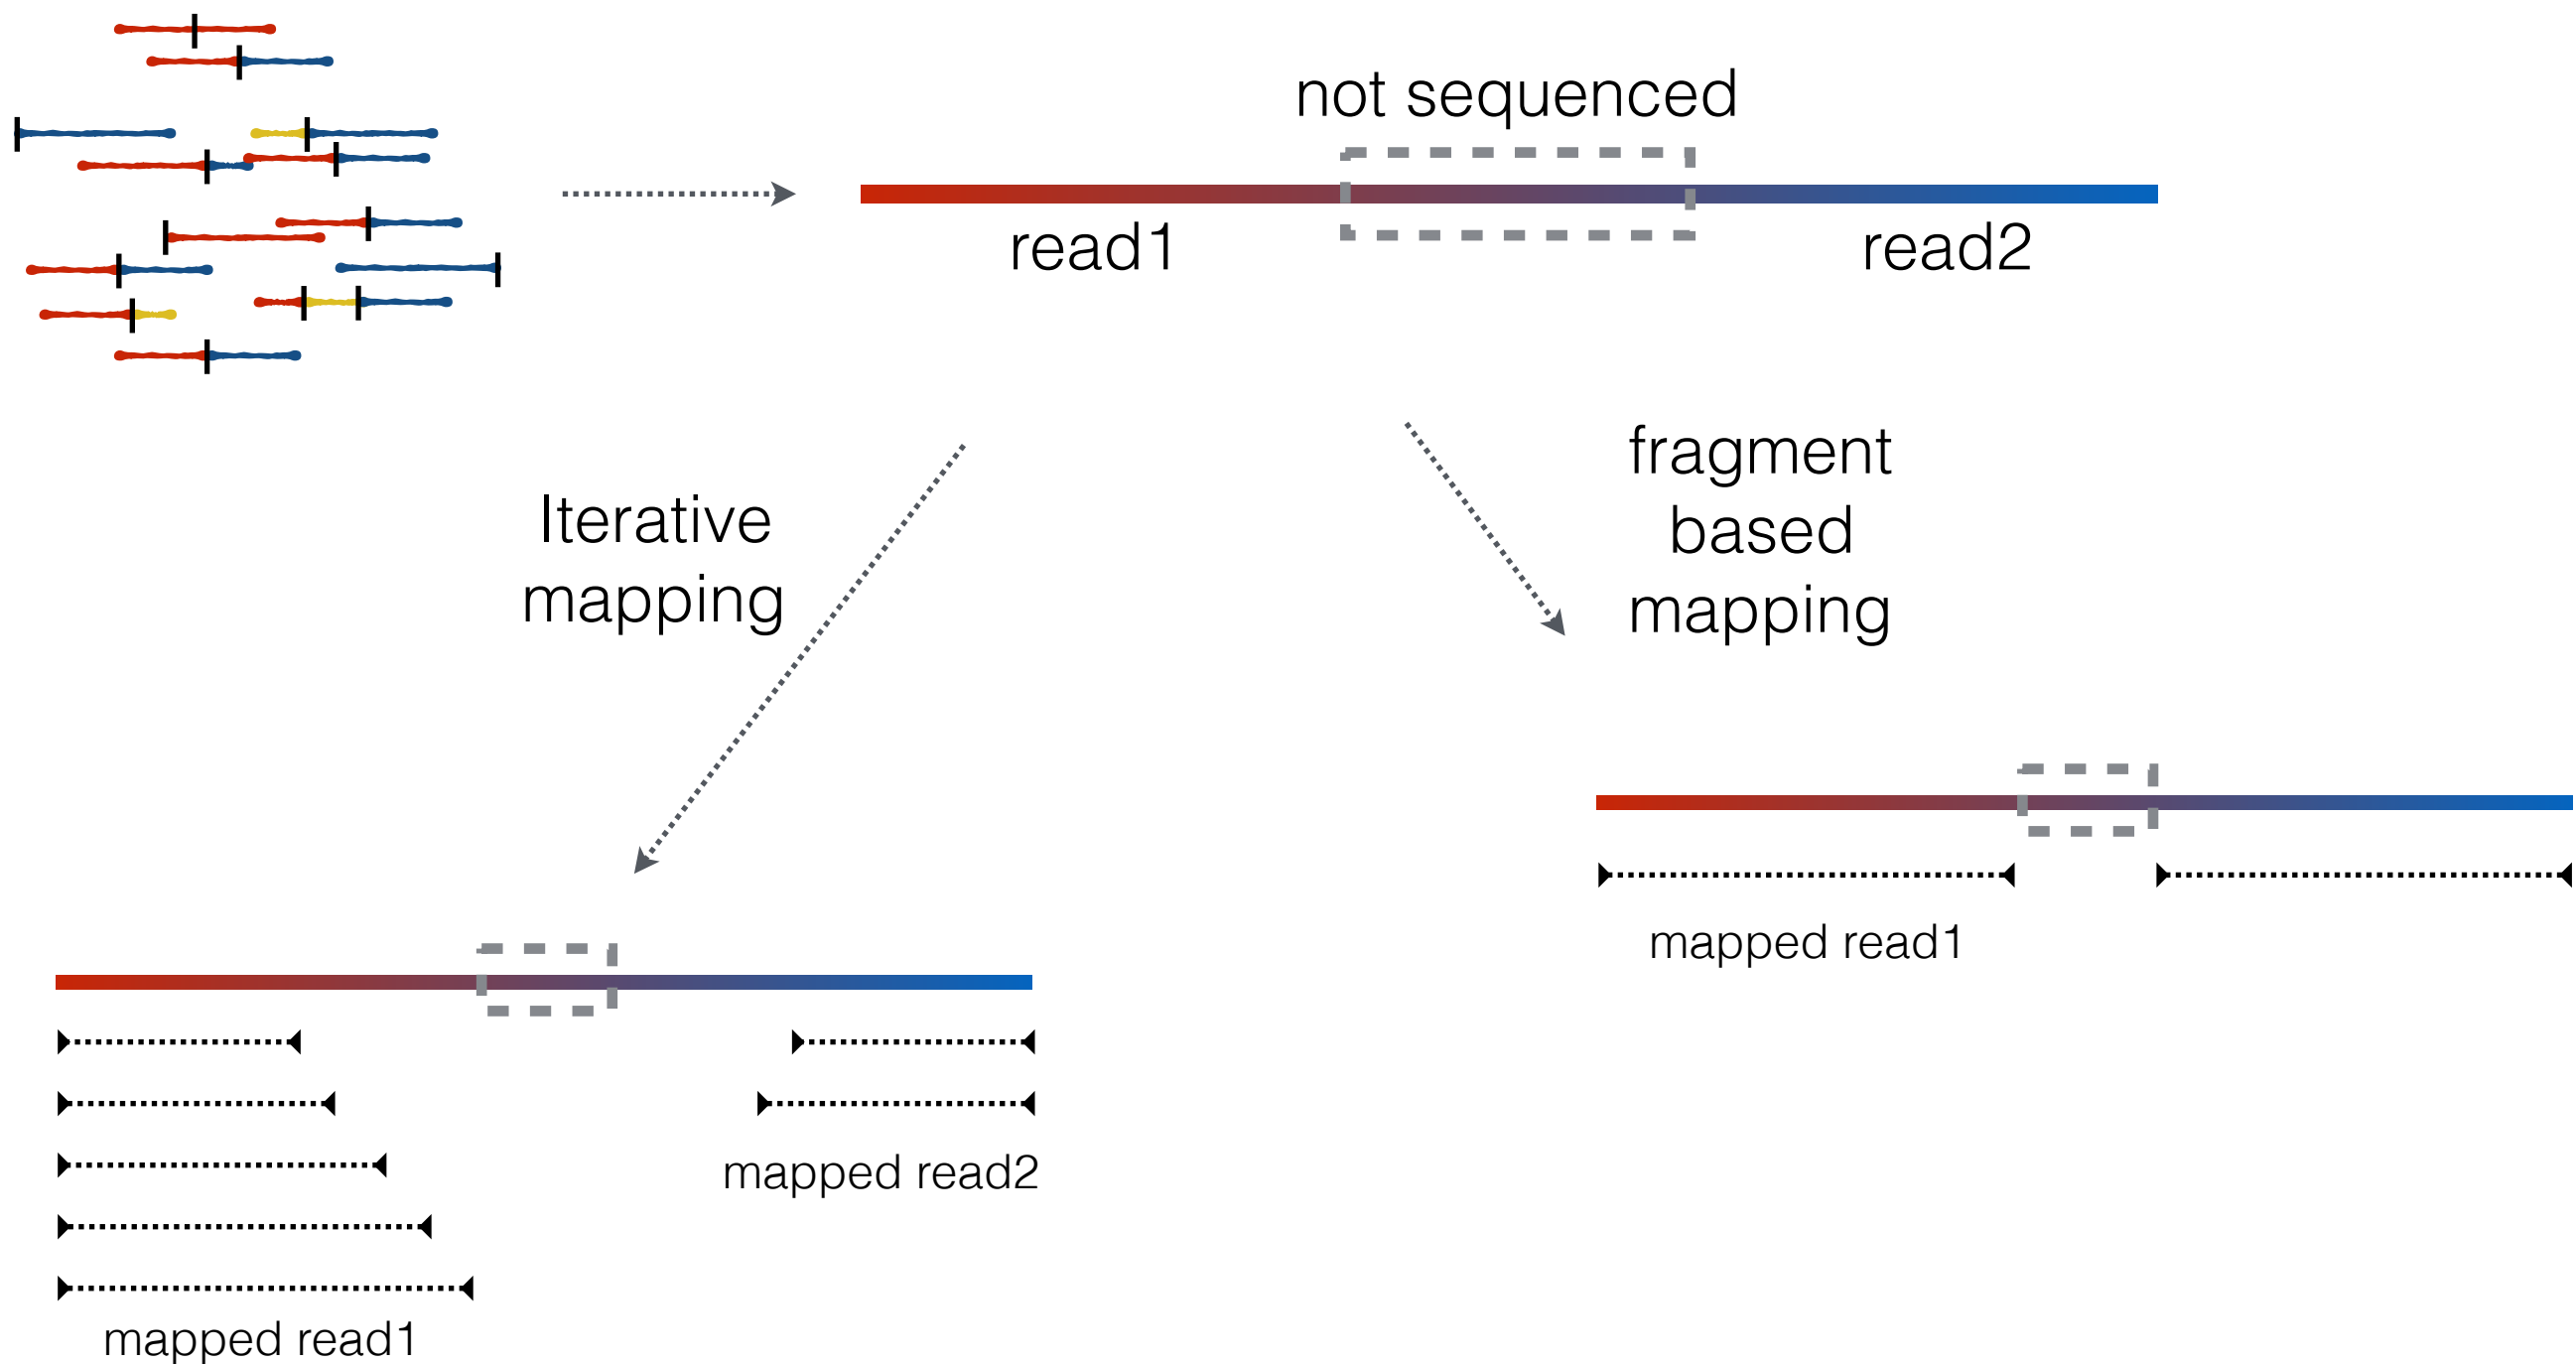 not sequenced
read1
read2
Iterative
mapping
fragment
based
mapping
mapped read1
mapped read2
mapped read1